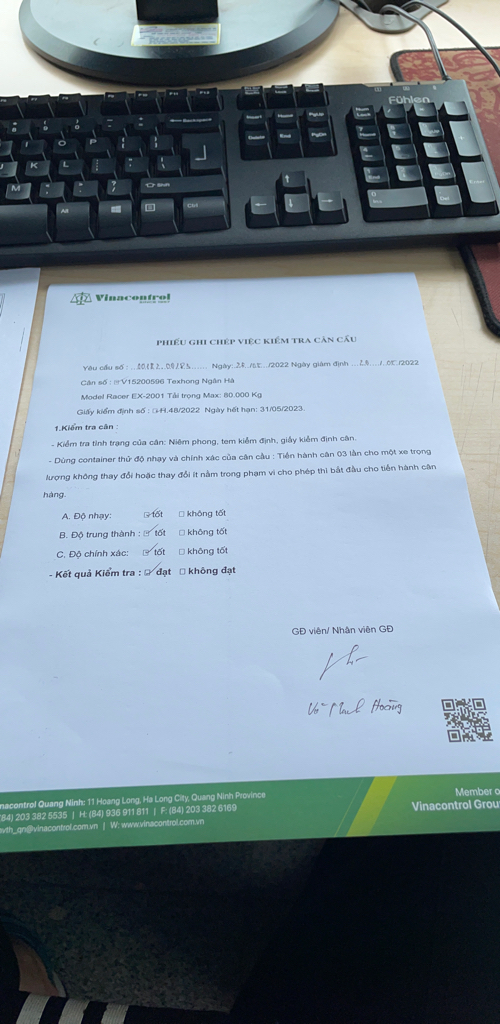 Fühlen
Vinacontrol
PHIẾU GHI CHÉP VIỆC KIỂM TRA CÂN CẨU
Yêu cầu số : Ngày: /2022 Ngày giám định /2022
Cân số : V15200596 Texhong Ngân Hà
Model Racer EX-2001 Tải trọng Max: 80.000 Kg
Giấy kiểm định số : 48/2022 Ngày hết hạn: 31/05/2023.
1.Kiểm tra cân :
- Kiểm tra tình trạng của cân: Niêm phong, tem kiểm định, giấy kiểm định cân.
- Dùng container thử độ nhạy và chính xác của cân cẩu : Tiến hành cân 03 lần cho một xe trọng
lượng không thay đổi hoặc thay đổi ít nằm trong phạm vi cho phép thì bắt đầu cho tiến hành cân
hàng.
A. Độ nhạy: ☑ tốt □ không tốt
B. Độ trung thành : ☑ tốt □ không tốt
C. Độ chính xác: ☑ tốt □ không tốt
- Kết quả Kiểm tra : ☑ đạt □ không đạt
GĐ viên/ Nhân viên GĐ
Hoàng
nacontrol Quang Ninh: 11 Hoang Long, Ha Long City, Quang Ninh Province
(84) 203 382 5535 | H: (84) 936 911 811 | F: (84) 203 382 6169
vth_qn@vinacontrol.com.vn | W: www.vinacontrol.com.vn
Member o
Vinacontrol Grou